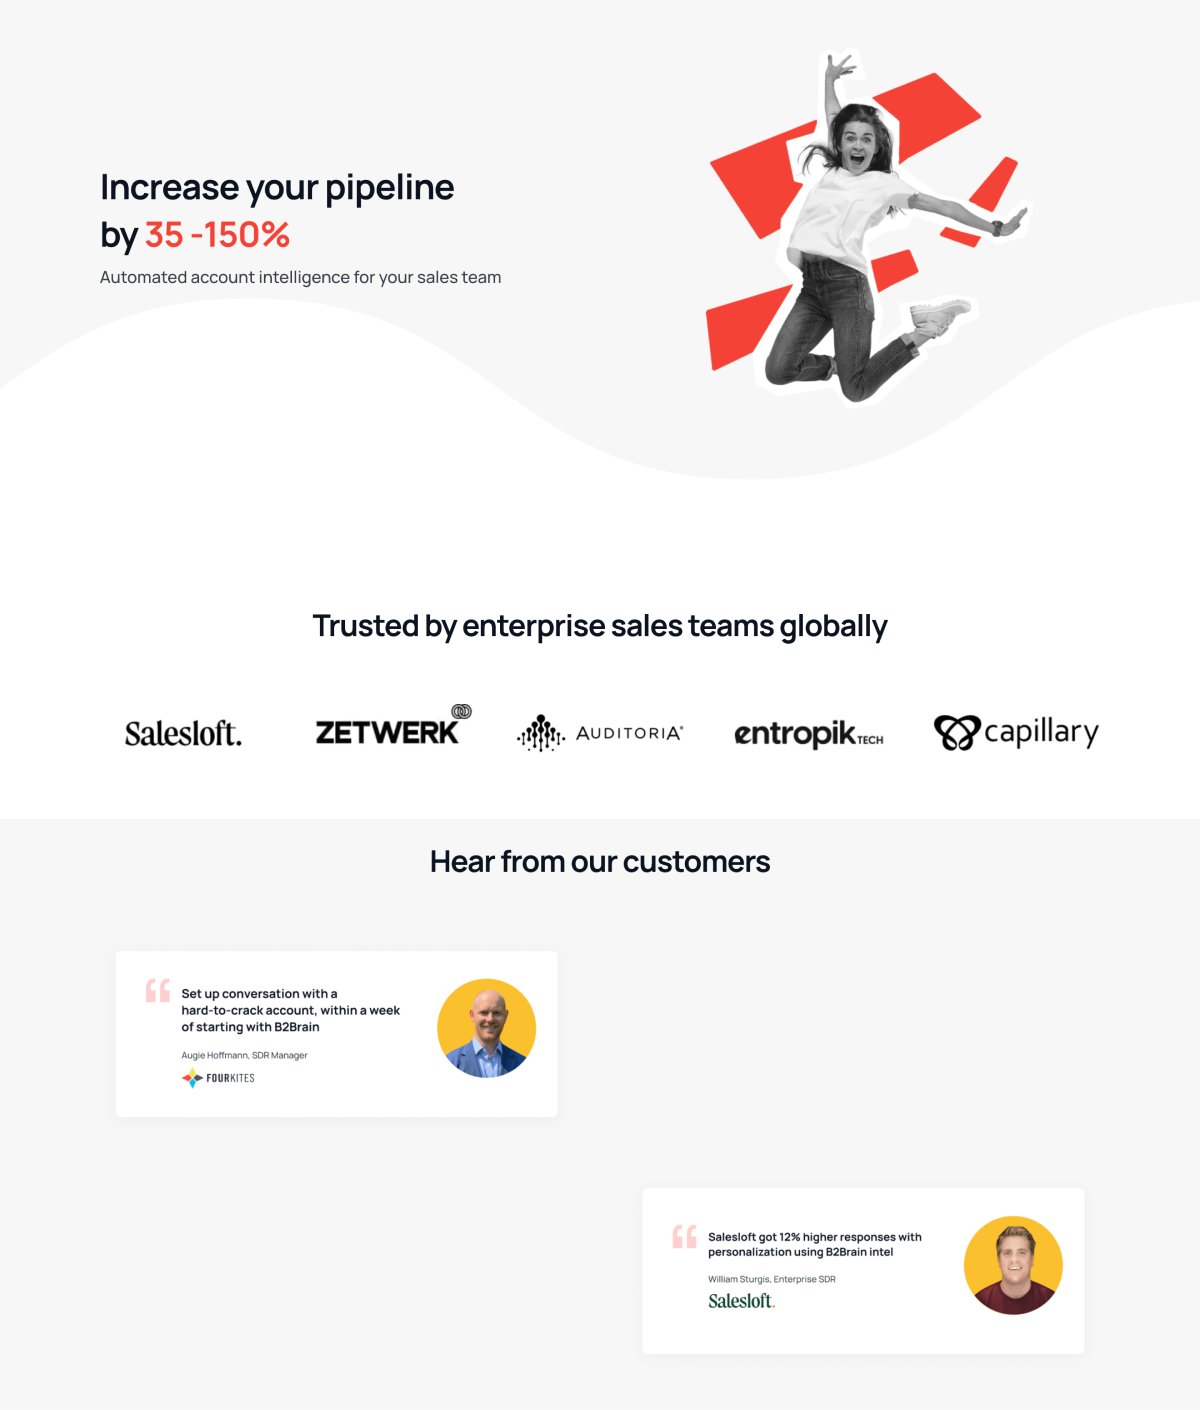 Increase your pipeline
by 35 -150%
Automated account intelligence for your sales team
Trusted by enterprise sales teams globally
Salesloft.
ZETWERK
AUDITORIA®
entropik TECH
capillary
Hear from our customers
Set up conversation with a
hard-to-crack account, within a week
of starting with B2Brain
Augie Hoffmann, SDR Manager
FOURKITES
Salesloft got 12% higher responses with
personalization using B2Brain intel
William Sturgis, Enterprise SDR
Salesloft.